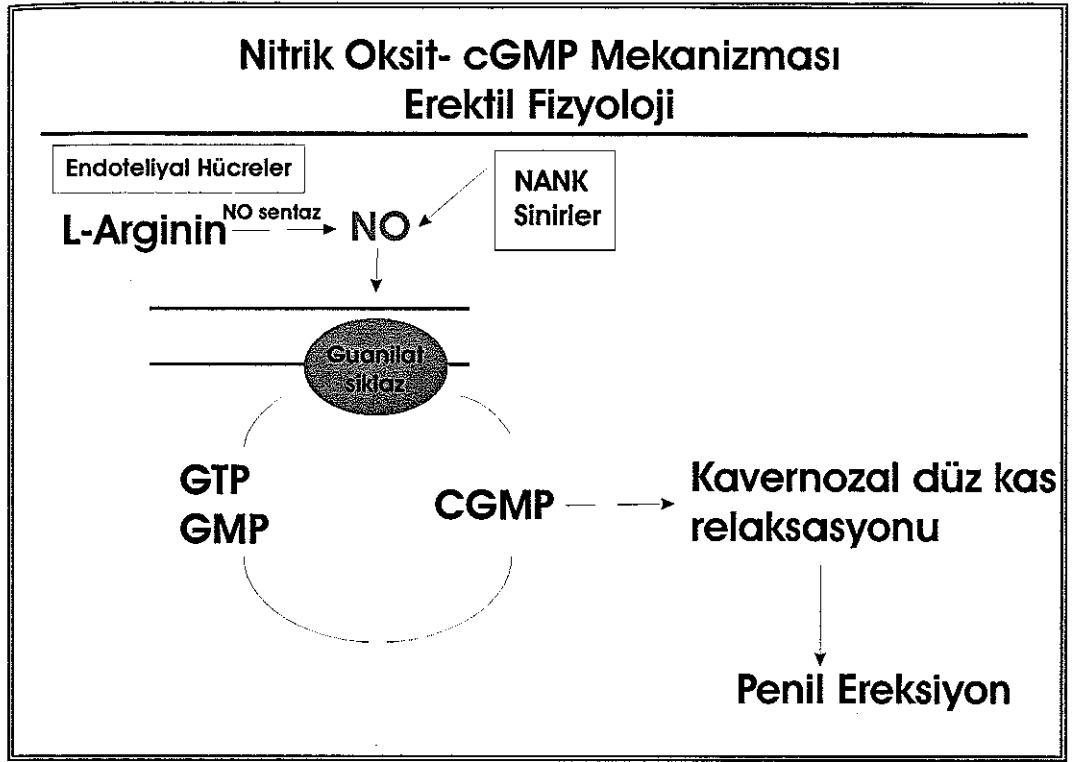 Nitrik Oksit- cGMP Mekanizması
Erektil Fizyoloji
Endoteliyal Hücreler
NANK
Sinirler
L-Arginin
NO sentaz
NO
Guanilat
siklaz
GTP
GMP
CGMP
Kavernozal düz kas
relaksasyonu
Penil Ereksiyon